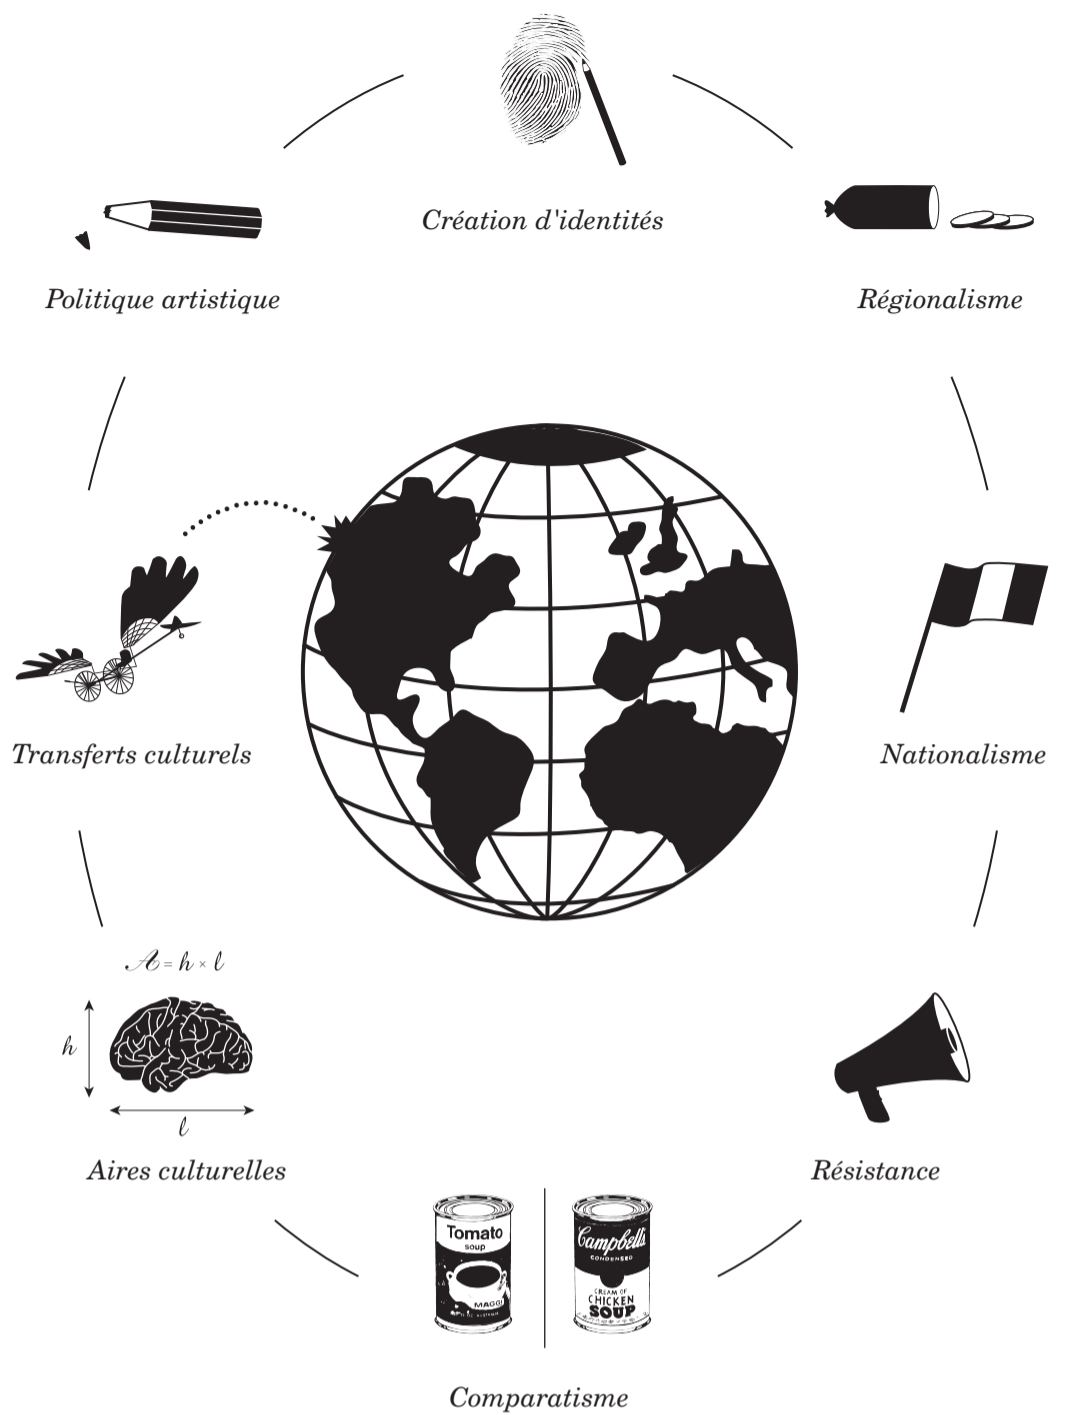 Création d'identités
Politique artistique
Régionalisme
Transferts culturels
Nationalisme
𝒜 = h × l
h
l
Aires culturelles
Résistance
Tomato
soup
MAGGI
Campbell's
CONDENSED
CREAM OF
CHICKEN
SOUP
Comparatisme